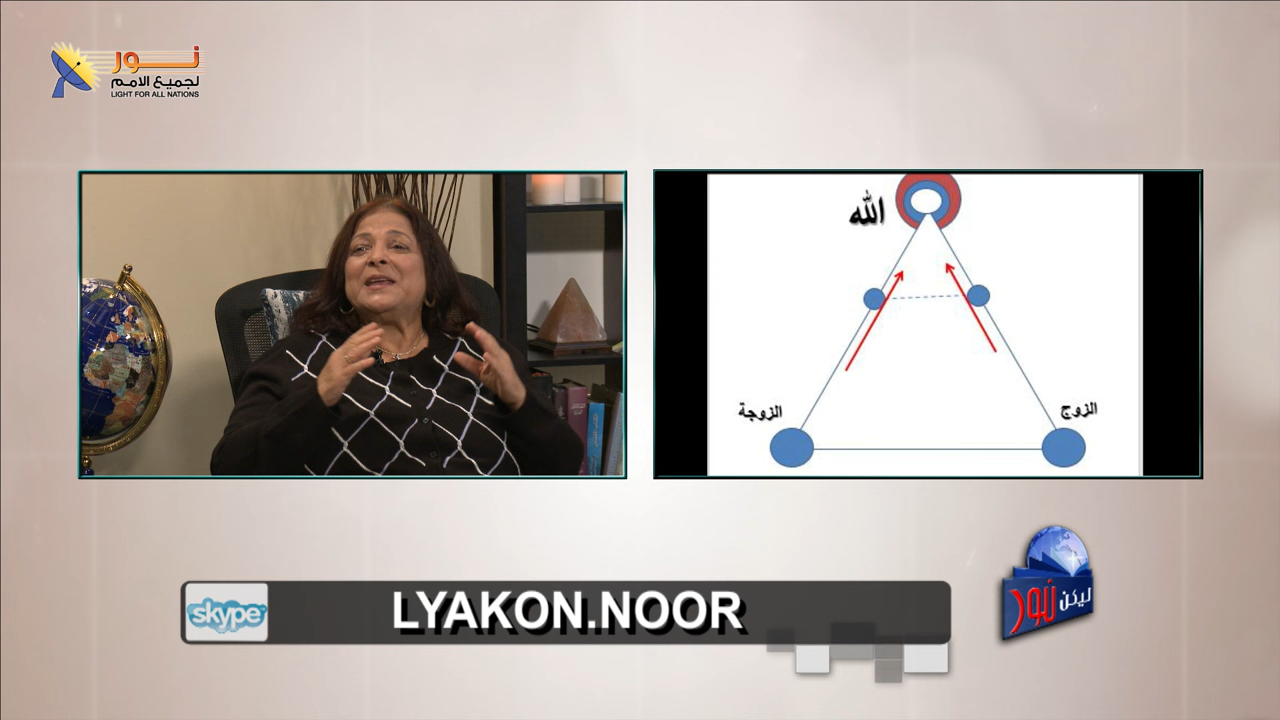 نور
لجميع الامم
LIGHT FOR ALL NATIONS
الله
الزوجة
الزوج
skype
LYAKON.NOOR
ليكن نور